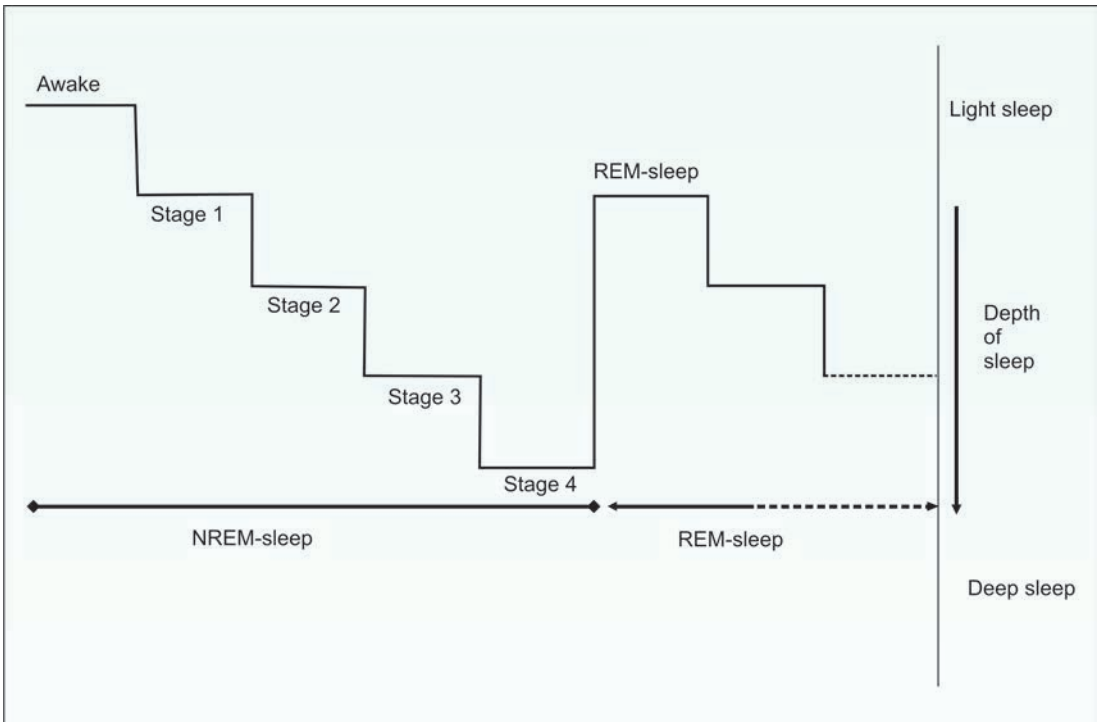 Awake
Light sleep
REM-sleep
Stage 1
Stage 2
Depth
of
sleep
Stage 3
Stage 4
NREM-sleep
REM-sleep
Deep sleep